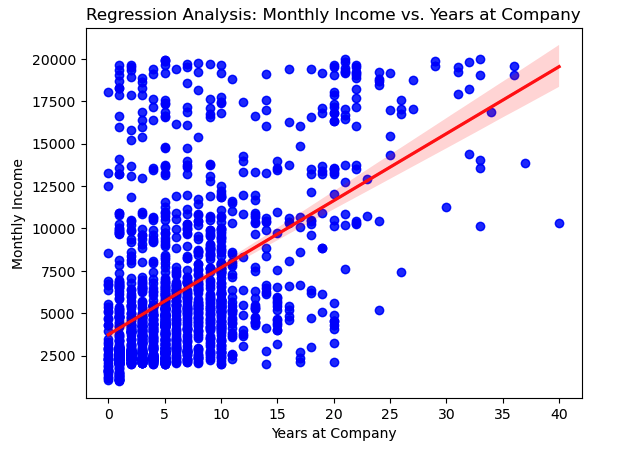 Regression Analysis: Monthly Income vs. Years at Company
20000
17500
15000
12500
10000
7500
5000
2500
Monthly Income
0 5 10 15 20 25 30 35 40
Years at Company